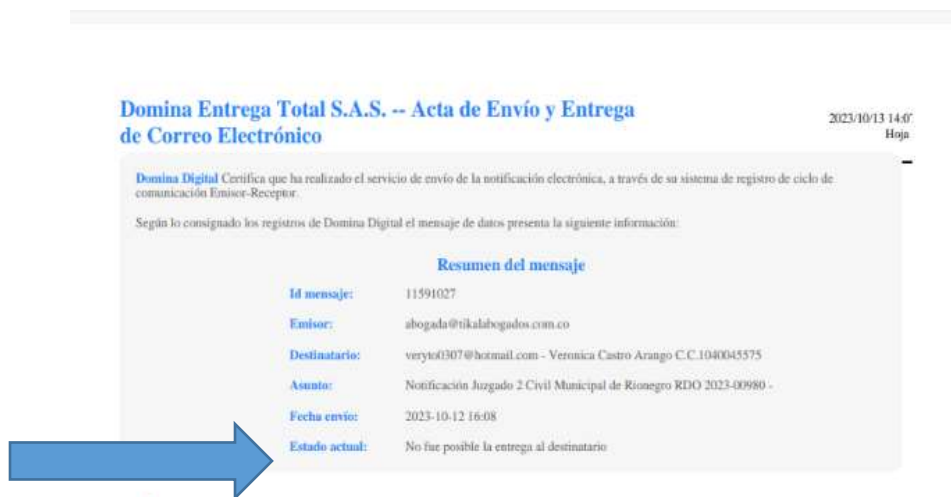 Domina Entrega Total S.A.S. -- Acta de Envío y Entrega
de Correo Electrónico
2023/10/13 14:0
Hoja
Domina Digital Certifica que ha realizado el servicio de envío de la notificación electrónica, a través de su sistema de registro de ciclo de
comunicación Emisor-Receptor.
Según lo consignado los registros de Domina Digital el mensaje de datos presenta la siguiente información:
Resumen del mensaje
Id mensaje: 11591027
Emisor: abogada@tikalabogados.com.co
Destinatario: veryto0307@hotmail.com - Veronica Castro Arango C.C.1040045575
Asunto: Notificación Juzgado 2 Civil Municipal de Rionegro RDO 2023-00980 -
Fecha envío: 2023-10-12 16:08
Estado actual: No fue posible la entrega al destinatario